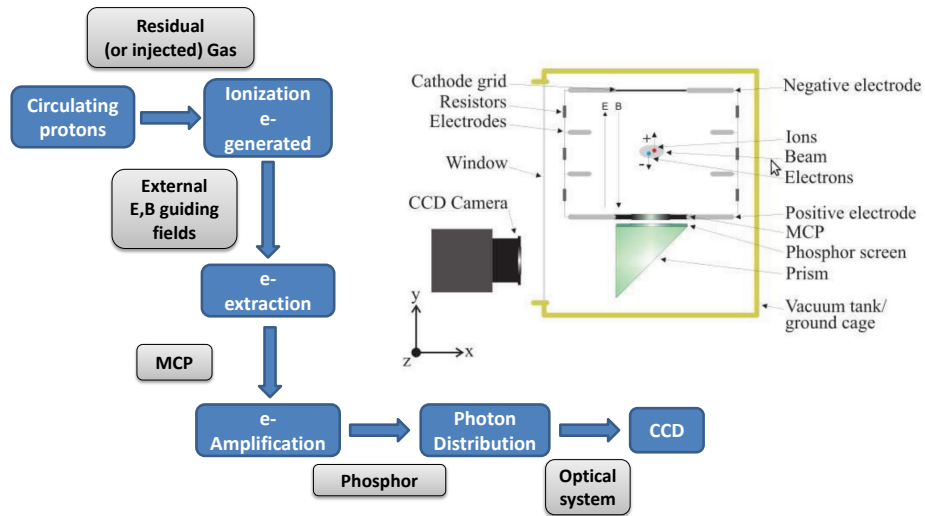 Residual
(or injected) Gas
Circulating
protons
Ionization
e-
generated
External
E,B guiding
fields
e-
extraction
MCP
e-
Amplification
Photon
Distribution
CCD
Phosphor
Optical
system
Cathode grid
Resistors
Electrodes
Window
CCD Camera
E B
+
-
Negative electrode
Ions
Beam
Electrons
Positive electrode
MCP
Phosphor screen
Prism
Vacuum tank/
ground cage
y
z
x